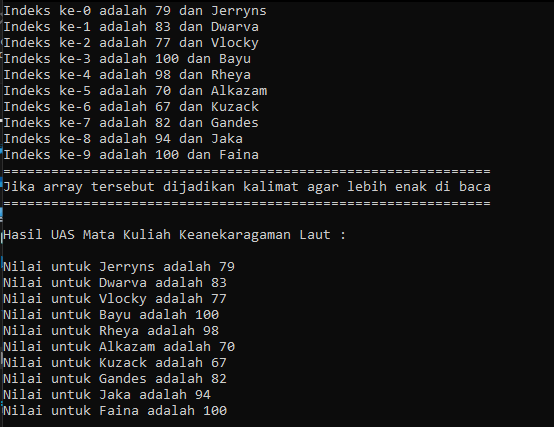 Indeks ke-0 adalah 79 dan Jerryns
Indeks ke-1 adalah 83 dan Dwarva
Indeks ke-2 adalah 77 dan Vlocky
Indeks ke-3 adalah 100 dan Bayu
Indeks ke-4 adalah 98 dan Rheya
Indeks ke-5 adalah 70 dan Alkazam
Indeks ke-6 adalah 67 dan Kuzack
Indeks ke-7 adalah 82 dan Gandes
Indeks ke-8 adalah 94 dan Jaka
Indeks ke-9 adalah 100 dan Faina
=============================================================
Jika array tersebut dijadikan kalimat agar lebih enak di baca
=============================================================
Hasil UAS Mata Kuliah Keanekaragaman Laut :
Nilai untuk Jerryns adalah 79
Nilai untuk Dwarva adalah 83
Nilai untuk Vlocky adalah 77
Nilai untuk Bayu adalah 100
Nilai untuk Rheya adalah 98
Nilai untuk Alkazam adalah 70
Nilai untuk Kuzack adalah 67
Nilai untuk Gandes adalah 82
Nilai untuk Jaka adalah 94
Nilai untuk Faina adalah 100